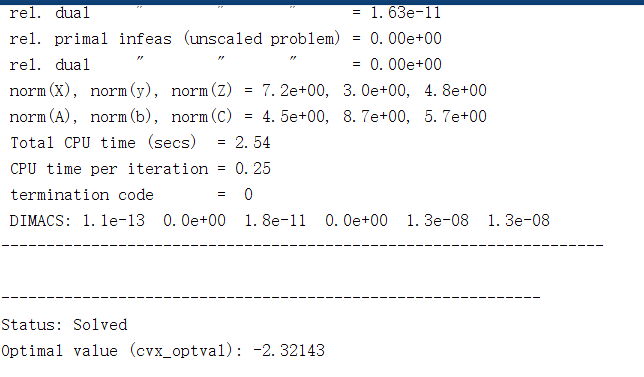 rel. dual     "        "       "      = 1.63e-11
rel. primal infeas (unscaled problem) = 0.00e+00
rel. dual     "        "       "      = 0.00e+00
norm(X), norm(y), norm(Z) = 7.2e+00, 3.0e+00, 4.8e+00
norm(A), norm(b), norm(C) = 4.5e+00, 8.7e+00, 5.7e+00
Total CPU time (secs)  = 2.54
CPU time per iteration = 0.25
termination code       =  0
DIMACS: 1.1e-13  0.0e+00  1.8e-11  0.0e+00  1.3e-08  1.3e-08
-------------------------------------------------------------------
------------------------------------------------------------
Status: Solved
Optimal value (cvx_optval): -2.32143